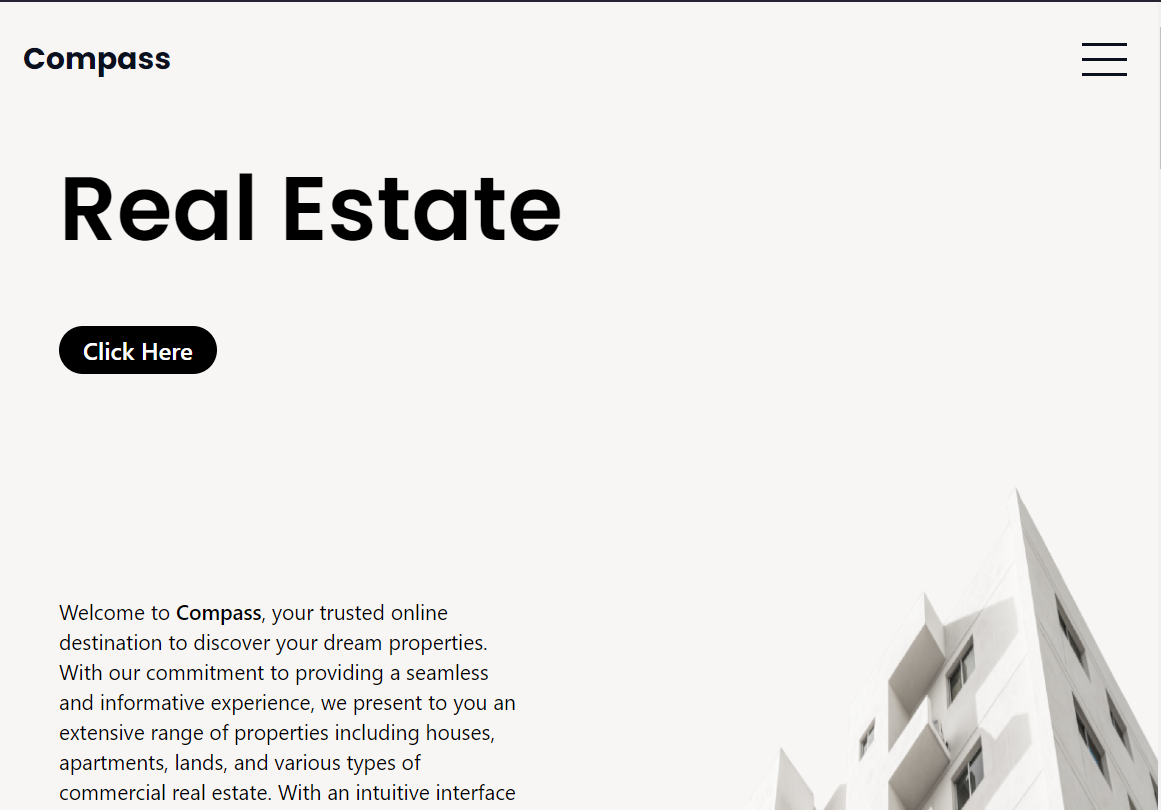 Compass
Real Estate
Click Here
Welcome to Compass, your trusted online
destination to discover your dream properties.
With our commitment to providing a seamless
and informative experience, we present to you an
extensive range of properties including houses,
apartments, lands, and various types of
commercial real estate. With an intuitive interface